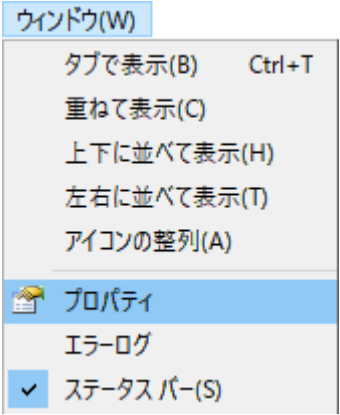 ウィンドウ(W)
タブで表示(B) Ctrl+T
重ねて表示(C)
上下に並べて表示(H)
左右に並べて表示(T)
アイコンの整列(A)
プロパティ
エラーログ
ステータス バー(S)